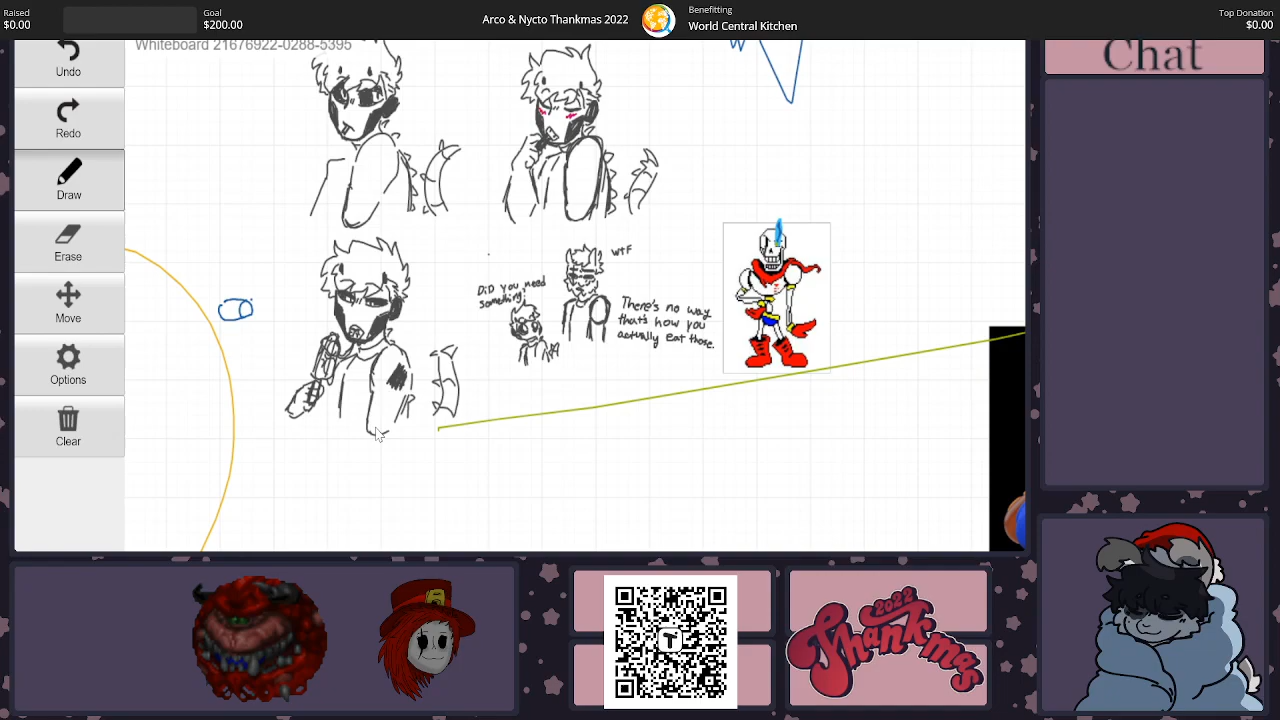 Raised
$0.00
Goal
$200.00
Arco & Nycto Thankmas 2022
Benefitting
World Central Kitchen
Top Donation
$0.00
Whiteboard 21676922-0288-5395
Undo
Redo
Draw
Erase
Move
Options
Clear
Chat
WTF
Did you need
something?
There's no way
that's how you
actually eat those.
T
2022
Thankmas